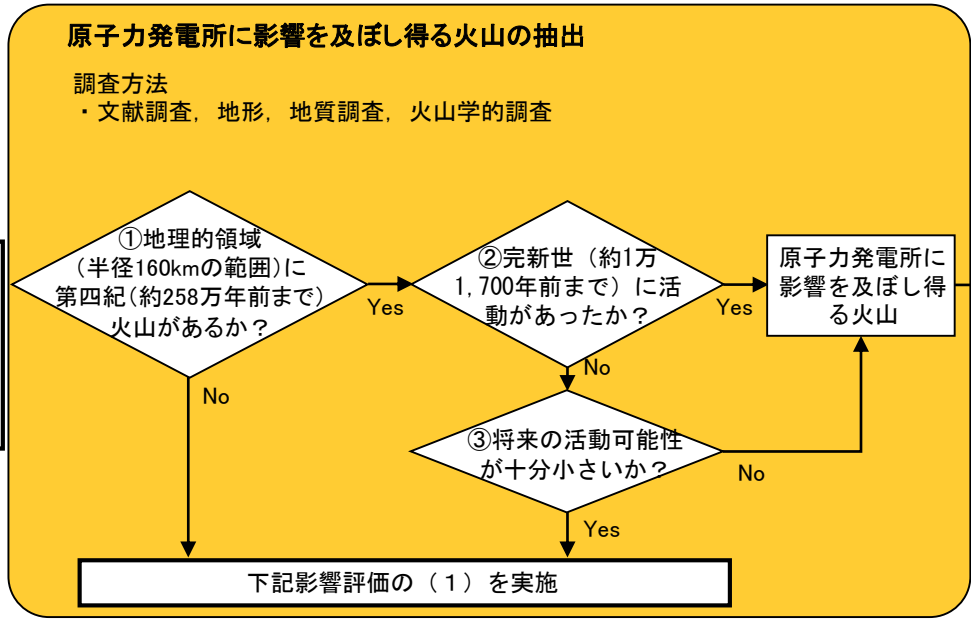 原子力発電所に影響を及ぼし得る火山の抽出
調査方法
・文献調査, 地形, 地質調査, 火山学的調査
①地理的領域
(半径160kmの範囲)に
第四紀(約258万年前まで)
火山があるか？
Yes
No
②完新世（約1万
1,700年前まで）に活
動があったか？
Yes
No
原子力発電所に
影響を及ぼし得
る火山
③将来の活動可能性
が十分小さいか？
No
Yes
下記影響評価の（１）を実施